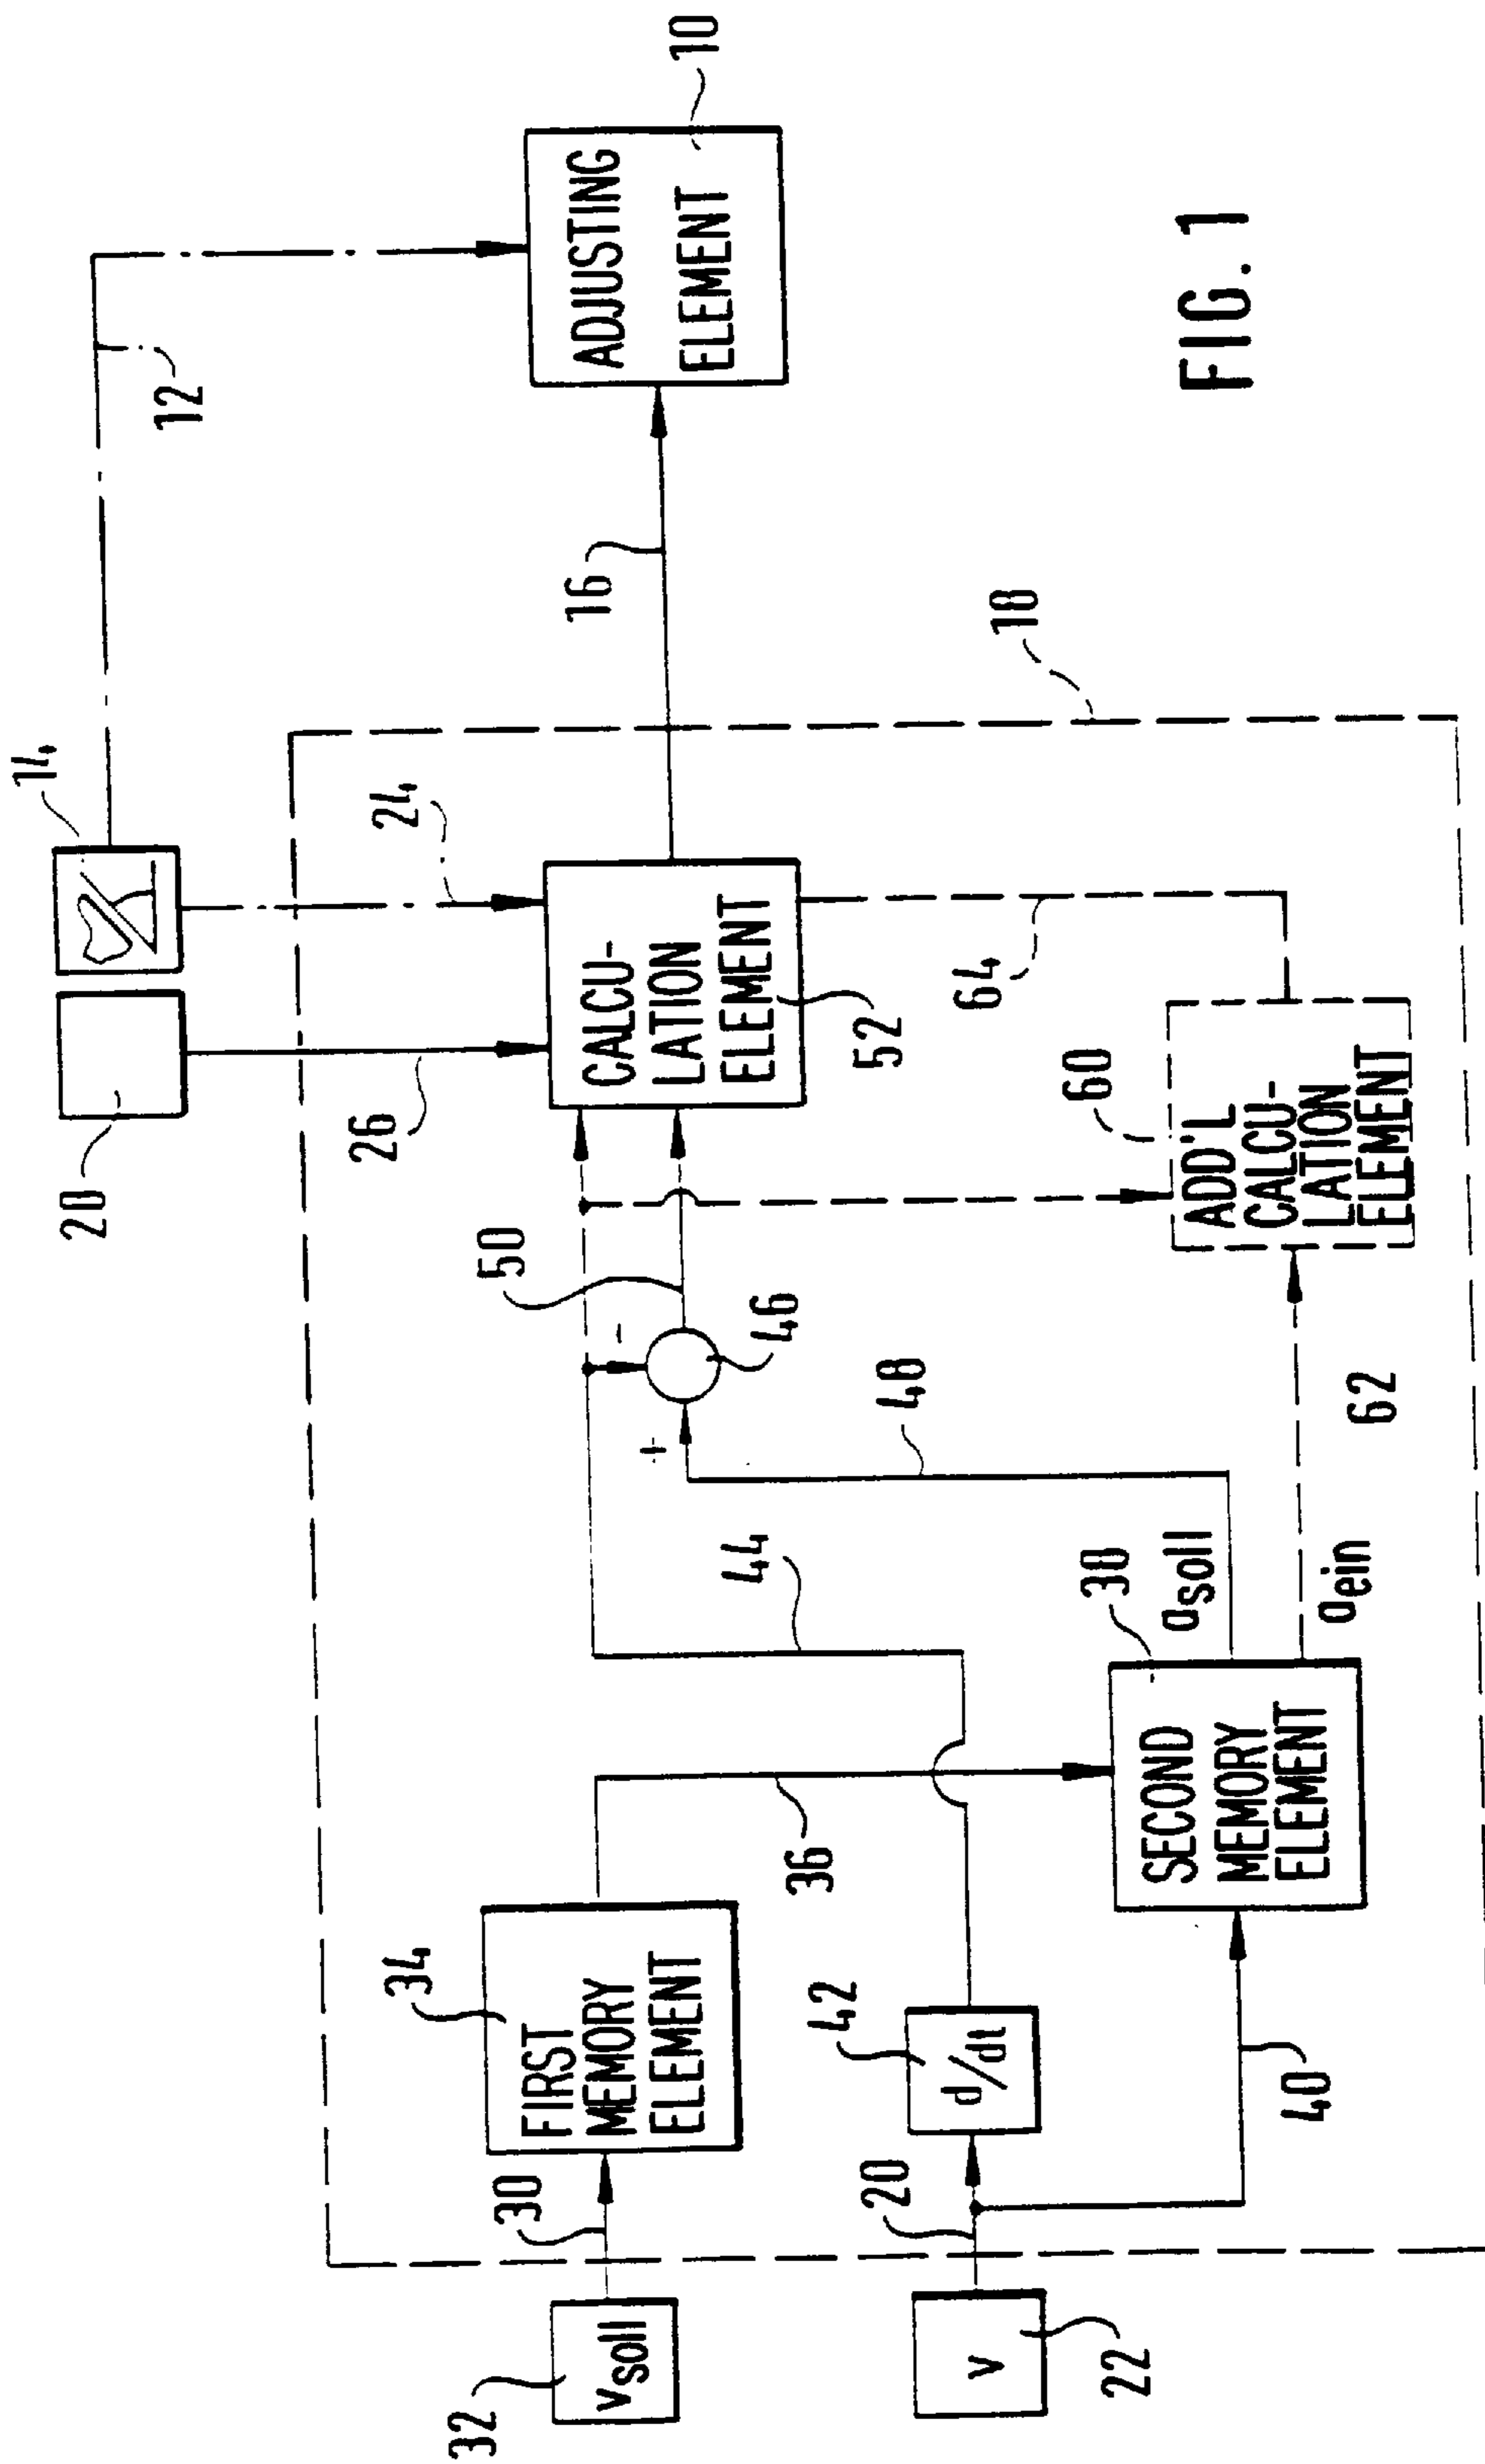 14
28
12
24
26
10
ADJUSTING
ELEMENT
16
18
CALCU-
LATION
ELEMENT
52
64
60
ADD'L
CALCU-
LATION
ELEMENT
50
-
+
46
48
62
44
38
a_soll
a_ein
SECOND
MEMORY
ELEMENT
36
34
FIRST
MEMORY
ELEMENT
42
d/dt
40
30
20
32
v_soll
v
22
FIG. 1